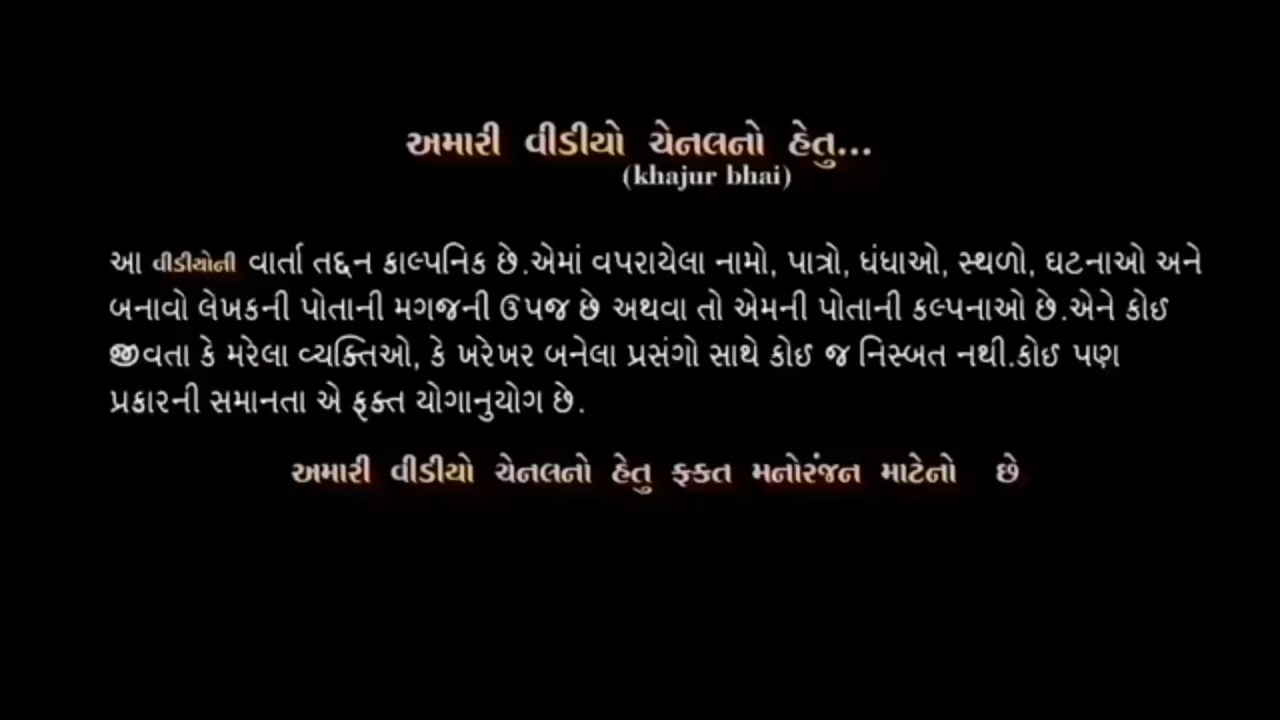 અમારી વીડીયો ચેનલનો હેતુ...
(khajur bhai)
આ વીડીયોની વાર્તા તદ્દન કાલ્પનિક છે.એમાં વપરાયેલા નામો, પાત્રો, ધંધાઓ, સ્થળો, ઘટનાઓ અને
બનાવો લેખકની પોતાની મગજની ઉપજ છે અથવા તો એમની પોતાની કલ્પનાઓ છે.એને કોઈ
જીવતા કે મરેલા વ્યક્તિઓ, કે ખરેખર બનેલા પ્રસંગો સાથે કોઈ જ નિસ્બત નથી.કોઈ પણ
પ્રકારની સમાનતા એ ફક્ત યોગાનુયોગ છે.
અમારી વીડીયો ચેનલનો હેતુ ફકત મનોરંજન માટેનો છે